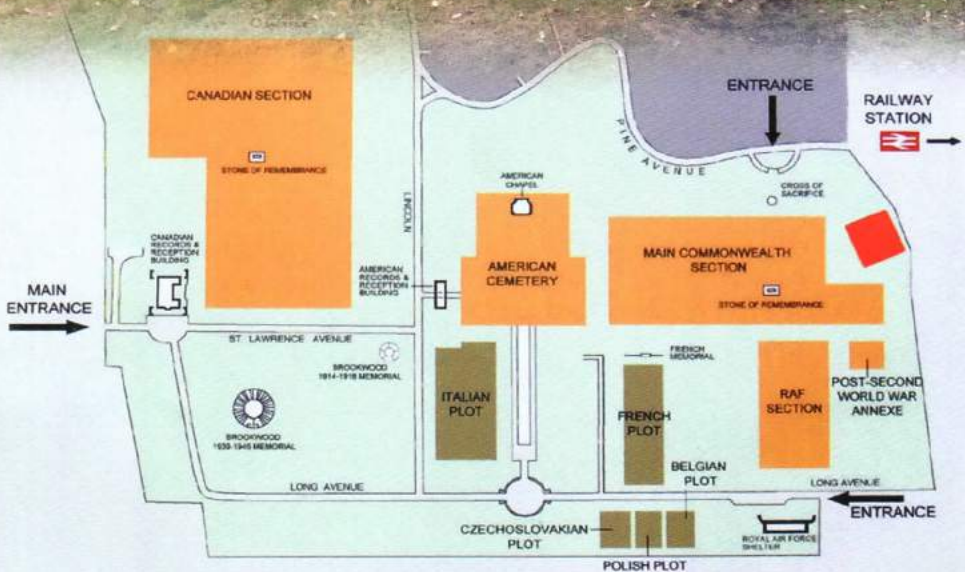 CANADIAN SECTION
STONE OF REMEMBRANCE
ENTRANCE
RAILWAY
STATION
PINE AVENUE
CROSS OF
SACRIFICE
AMERICAN
CHAPEL
LINCOLN
CANADIAN
RECORDS &
RECEPTION
BUILDING
AMERICAN
RECORDS &
RECEPTION
BUILDING
AMERICAN
CEMETERY
MAIN COMMONWEALTH
SECTION
STONE OF REMEMBRANCE
MAIN
ENTRANCE
ST. LAWRENCE AVENUE
BROOKWOOD
1914-1918 MEMORIAL
FRENCH
MEMORIAL
ITALIAN
PLOT
FRENCH
PLOT
RAF
SECTION
POST-SECOND
WORLD WAR
ANNEXE
BROOKWOOD
1939-1945 MEMORIAL
BELGIAN
PLOT
LONG AVENUE
LONG AVENUE
ENTRANCE
CZECHOSLOVAKIAN
PLOT
POLISH PLOT
ROYAL AIR FORCE
SHELTER